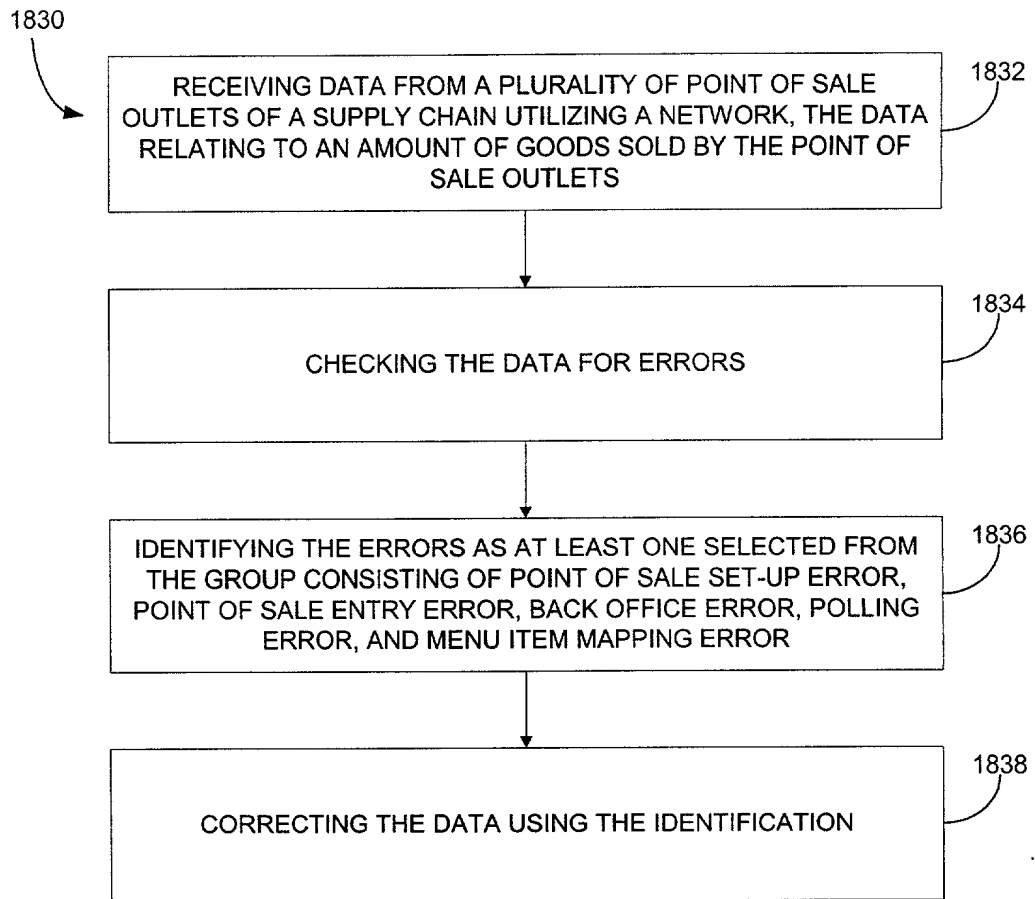 1830
1832
RECEIVING DATA FROM A PLURALITY OF POINT OF SALE
OUTLETS OF A SUPPLY CHAIN UTILIZING A NETWORK, THE DATA
RELATING TO AN AMOUNT OF GOODS SOLD BY THE POINT OF
SALE OUTLETS
1834
CHECKING THE DATA FOR ERRORS
1836
IDENTIFYING THE ERRORS AS AT LEAST ONE SELECTED FROM
THE GROUP CONSISTING OF POINT OF SALE SET-UP ERROR,
POINT OF SALE ENTRY ERROR, BACK OFFICE ERROR, POLLING
ERROR, AND MENU ITEM MAPPING ERROR
1838
CORRECTING THE DATA USING THE IDENTIFICATION